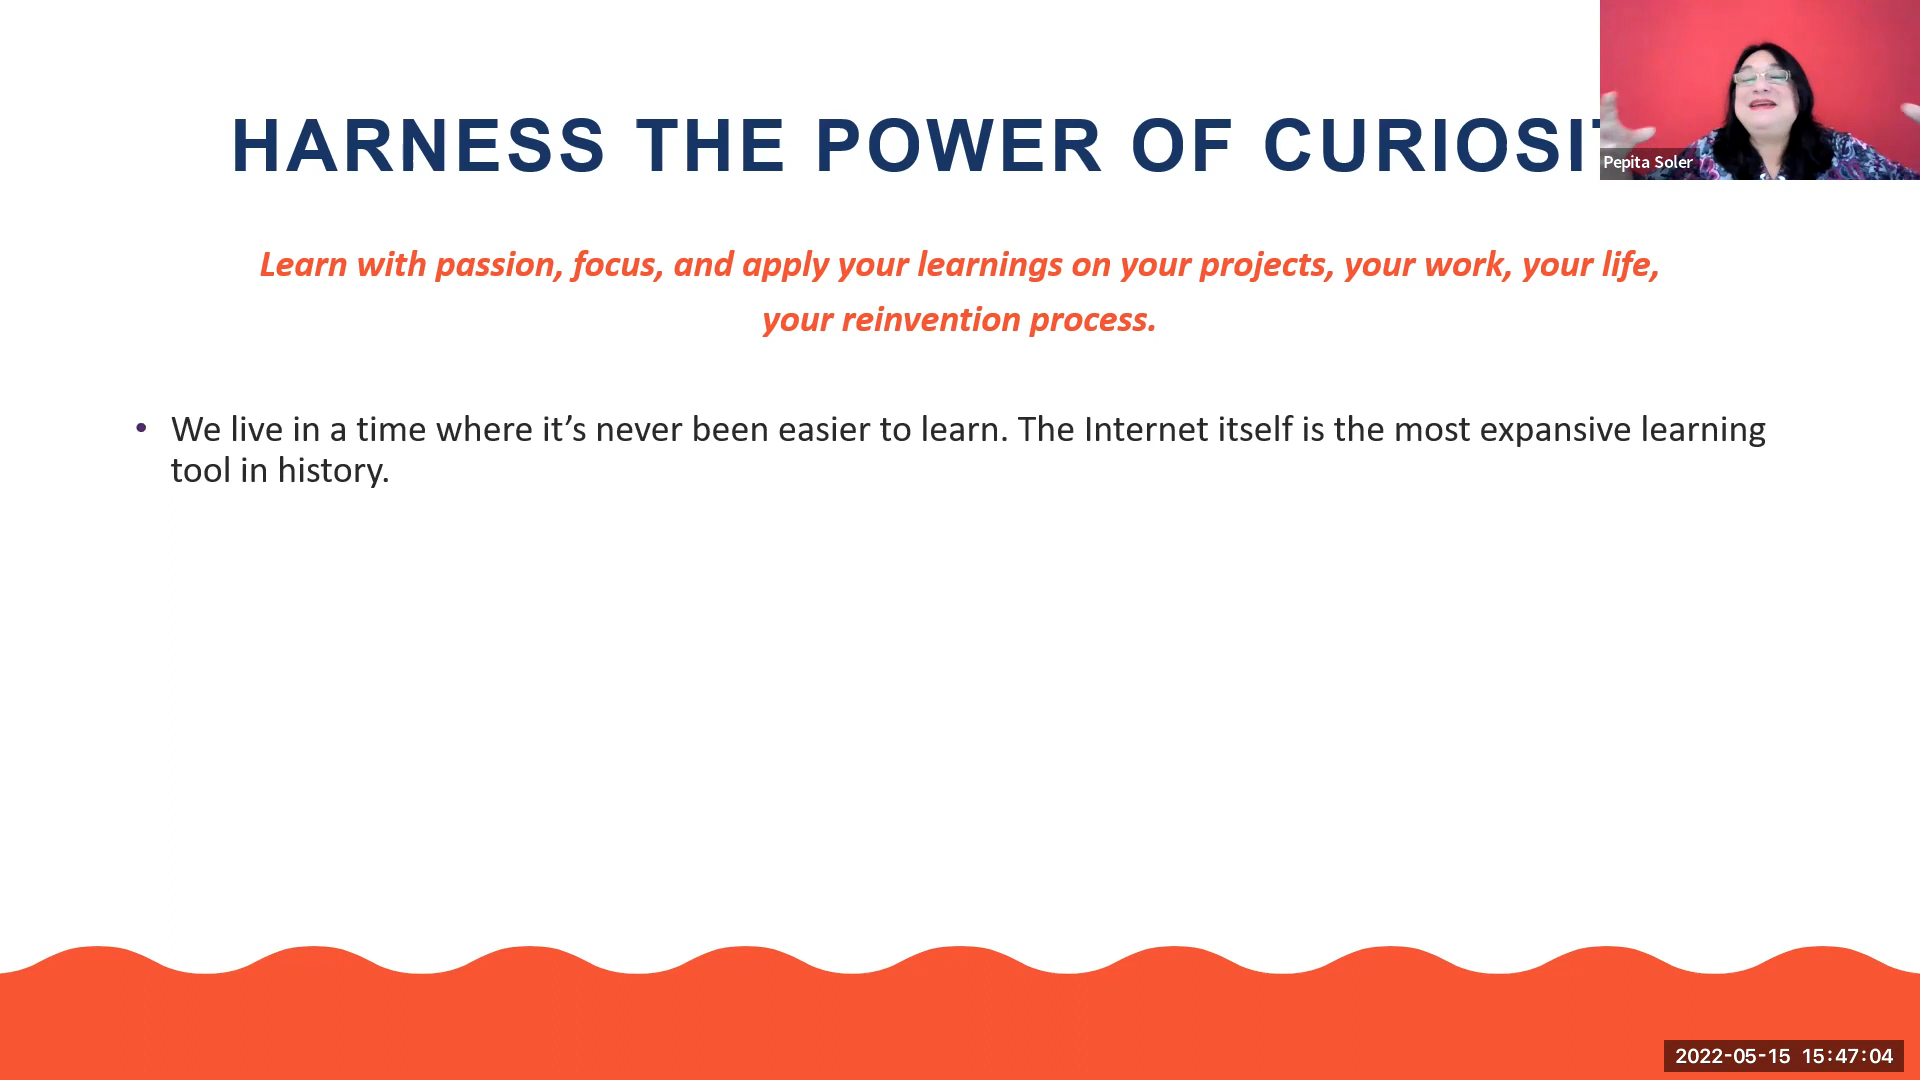 HARNESS THE POWER OF
Learn with passion, focus, and apply your learnings on your projects, your work, your life,
your reinvention process.
• We live in a time where it’s never been easier to learn. The Internet itself is the most expansive learning
tool in history.
Pepita Soler
2022-05-15 15:47:04